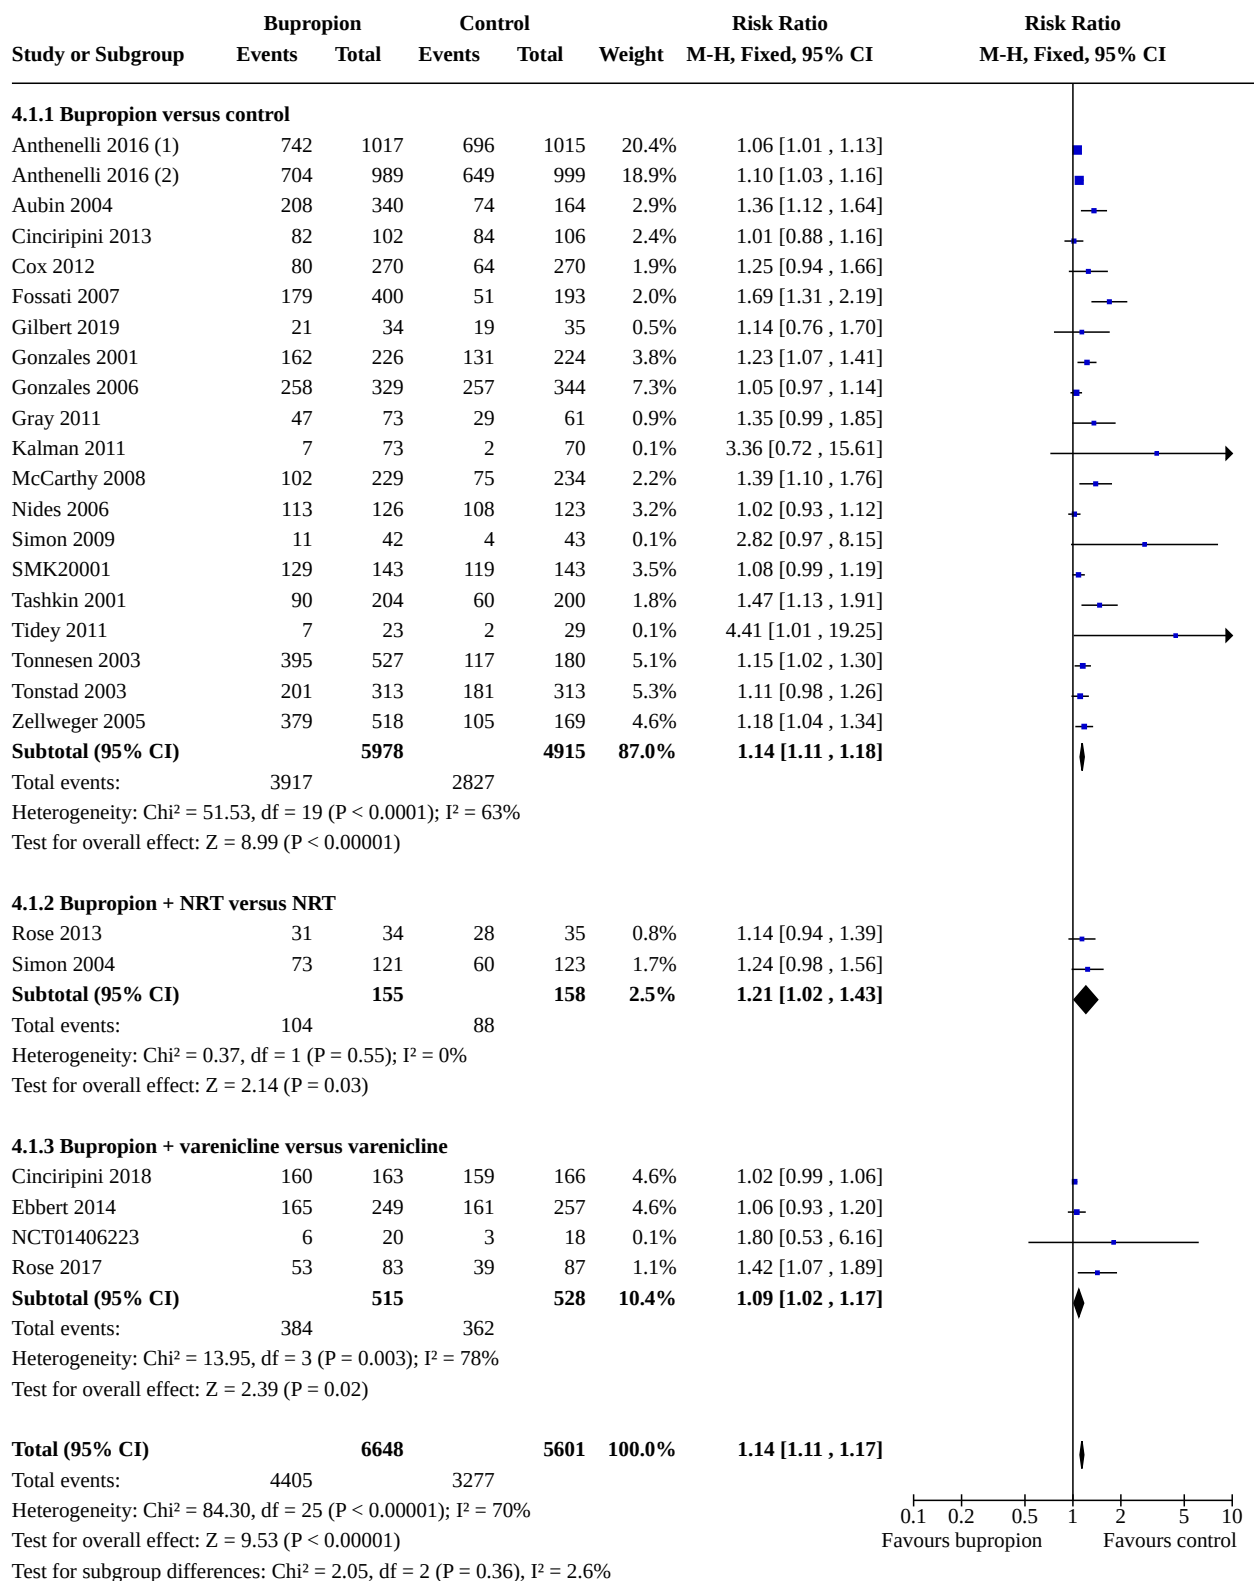 Bupropion Control Risk Ratio Risk Ratio
Study or Subgroup Events Total Events Total Weight M-H, Fixed, 95% CI M-H, Fixed, 95% CI
4.1.1 Bupropion versus control
Anthenelli 2016 (1) 742 1017 696 1015 20.4% 1.06 [1.01 , 1.13]
Anthenelli 2016 (2) 704 989 649 999 18.9% 1.10 [1.03 , 1.16]
Aubin 2004 208 340 74 164 2.9% 1.36 [1.12 , 1.64]
Cinciripini 2013 82 102 84 106 2.4% 1.01 [0.88 , 1.16]
Cox 2012 80 270 64 270 1.9% 1.25 [0.94 , 1.66]
Fossati 2007 179 400 51 193 2.0% 1.69 [1.31 , 2.19]
Gilbert 2019 21 34 19 35 0.5% 1.14 [0.76 , 1.70]
Gonzales 2001 162 226 131 224 3.8% 1.23 [1.07 , 1.41]
Gonzales 2006 258 329 257 344 7.3% 1.05 [0.97 , 1.14]
Gray 2011 47 73 29 61 0.9% 1.35 [0.99 , 1.85]
Kalman 2011 7 73 2 70 0.1% 3.36 [0.72 , 15.61]
McCarthy 2008 102 229 75 234 2.2% 1.39 [1.10 , 1.76]
Nides 2006 113 126 108 123 3.2% 1.02 [0.93 , 1.12]
Simon 2009 11 42 4 43 0.1% 2.82 [0.97 , 8.15]
SMK20001 129 143 119 143 3.5% 1.08 [0.99 , 1.19]
Tashkin 2001 90 204 60 200 1.8% 1.47 [1.13 , 1.91]
Tidey 2011 7 23 2 29 0.1% 4.41 [1.01 , 19.25]
Tonnesen 2003 395 527 117 180 5.1% 1.15 [1.02 , 1.30]
Tonstad 2003 201 313 181 313 5.3% 1.11 [0.98 , 1.26]
Zellweger 2005 379 518 105 169 4.6% 1.18 [1.04 , 1.34]
Subtotal (95% CI) 5978 4915 87.0% 1.14 [1.11 , 1.18]
Total events: 3917 2827
Heterogeneity: Chi² = 51.53, df = 19 (P < 0.0001); I² = 63%
Test for overall effect: Z = 8.99 (P < 0.00001)
4.1.2 Bupropion + NRT versus NRT
Rose 2013 31 34 28 35 0.8% 1.14 [0.94 , 1.39]
Simon 2004 73 121 60 123 1.7% 1.24 [0.98 , 1.56]
Subtotal (95% CI) 155 158 2.5% 1.21 [1.02 , 1.43]
Total events: 104 88
Heterogeneity: Chi² = 0.37, df = 1 (P = 0.55); I² = 0%
Test for overall effect: Z = 2.14 (P = 0.03)
4.1.3 Bupropion + varenicline versus varenicline
Cinciripini 2018 160 163 159 166 4.6% 1.02 [0.99 , 1.06]
Ebbert 2014 165 249 161 257 4.6% 1.06 [0.93 , 1.20]
NCT01406223 6 20 3 18 0.1% 1.80 [0.53 , 6.16]
Rose 2017 53 83 39 87 1.1% 1.42 [1.07 , 1.89]
Subtotal (95% CI) 515 528 10.4% 1.09 [1.02 , 1.17]
Total events: 384 362
Heterogeneity: Chi² = 13.95, df = 3 (P = 0.003); I² = 78%
Test for overall effect: Z = 2.39 (P = 0.02)
Total (95% CI) 6648 5601 100.0% 1.14 [1.11 , 1.17]
Total events: 4405 3277
Heterogeneity: Chi² = 84.30, df = 25 (P < 0.00001); I² = 70% 0.1 0.2 0.5 1 2 5 10
Test for overall effect: Z = 9.53 (P < 0.00001) Favours bupropion Favours control
Test for subgroup differences: Chi² = 2.05, df = 2 (P = 0.36), I² = 2.6%